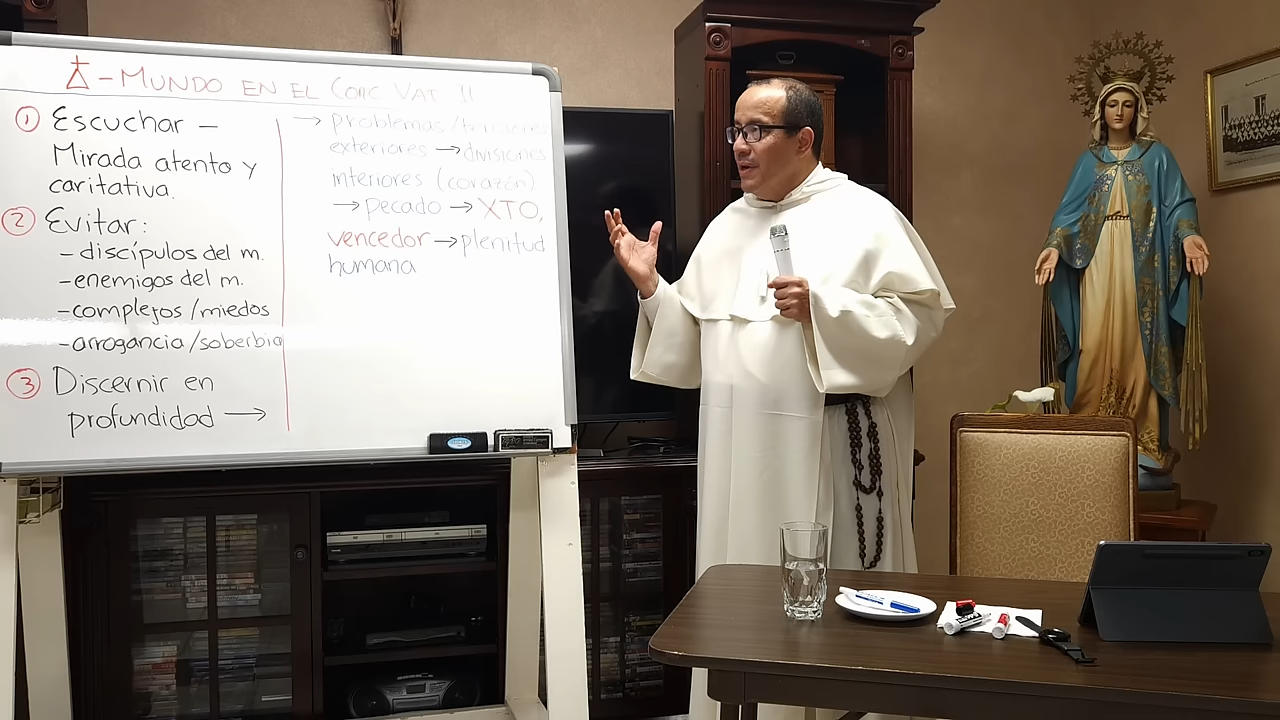 - MUNDO EN EL CONC VAT II
① Escuchar -
Mirada atenta y
caritativa.
② Evitar:
- discípulos del m.
- enemigos del m.
- complejos / miedos
- arrogancia / soberbia
③ Discernir en
profundidad →
→ problemas /
exteriores → divisiones
interiores (corazón)
→ pecado → XTO,
vencedor → plenitud
humana